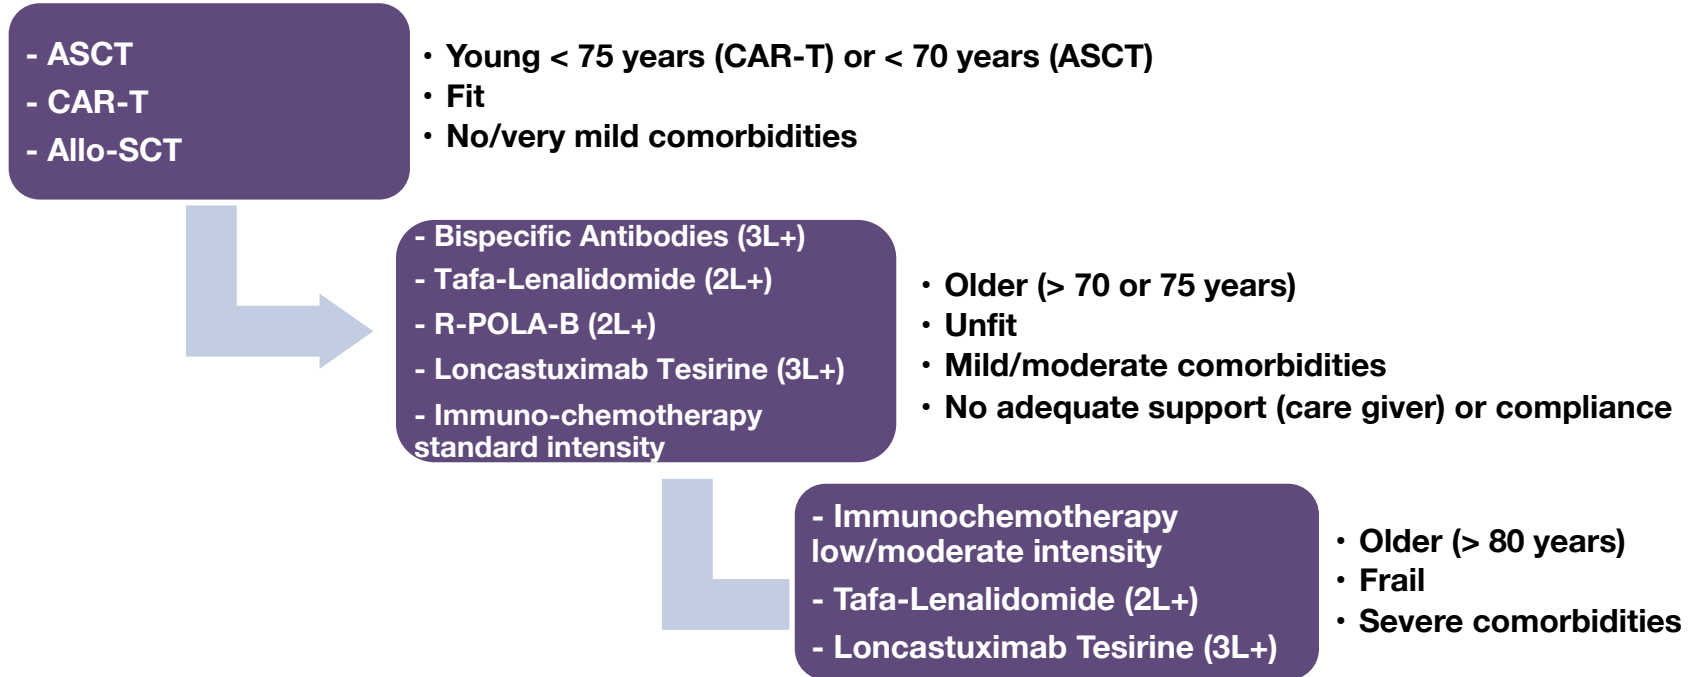 - ASCT
- CAR-T
- Allo-SCT
• Young < 75 years (CAR-T) or < 70 years (ASCT)
• Fit
• No/very mild comorbidities
- Bispecific Antibodies (3L+)
- Tafa-Lenalidomide (2L+)
- R-POLA-B (2L+)
- Loncastuximab Tesirine (3L+)
- Immuno-chemotherapy
standard intensity
• Older (> 70 or 75 years)
• Unfit
• Mild/moderate comorbidities
• No adequate support (care giver) or compliance
- Immunochemotherapy
low/moderate intensity
- Tafa-Lenalidomide (2L+)
- Loncastuximab Tesirine (3L+)
• Older (> 80 years)
• Frail
• Severe comorbidities